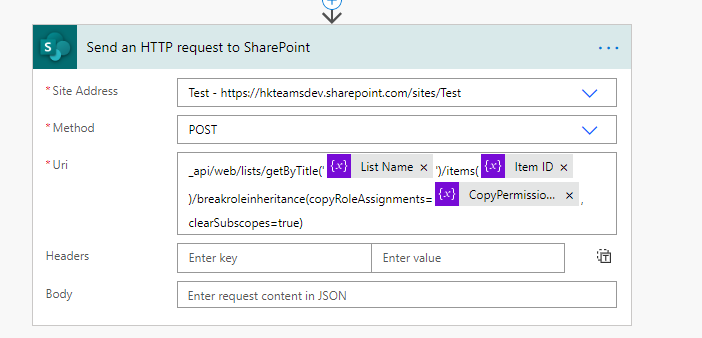 Send an HTTP request to SharePoint
...
* Site Address
Test - https://hkteamsdev.sharepoint.com/sites/Test
* Method
POST
* Uri
_api/web/lists/getByTitle(' {x} List Name × ')/items( {x} Item ID ×
)/breakroleinheritance(copyRoleAssignments= {x} CopyPermissio... × ,
clearSubscopes=true)
Headers
Enter key Enter value
Body
Enter request content in JSON